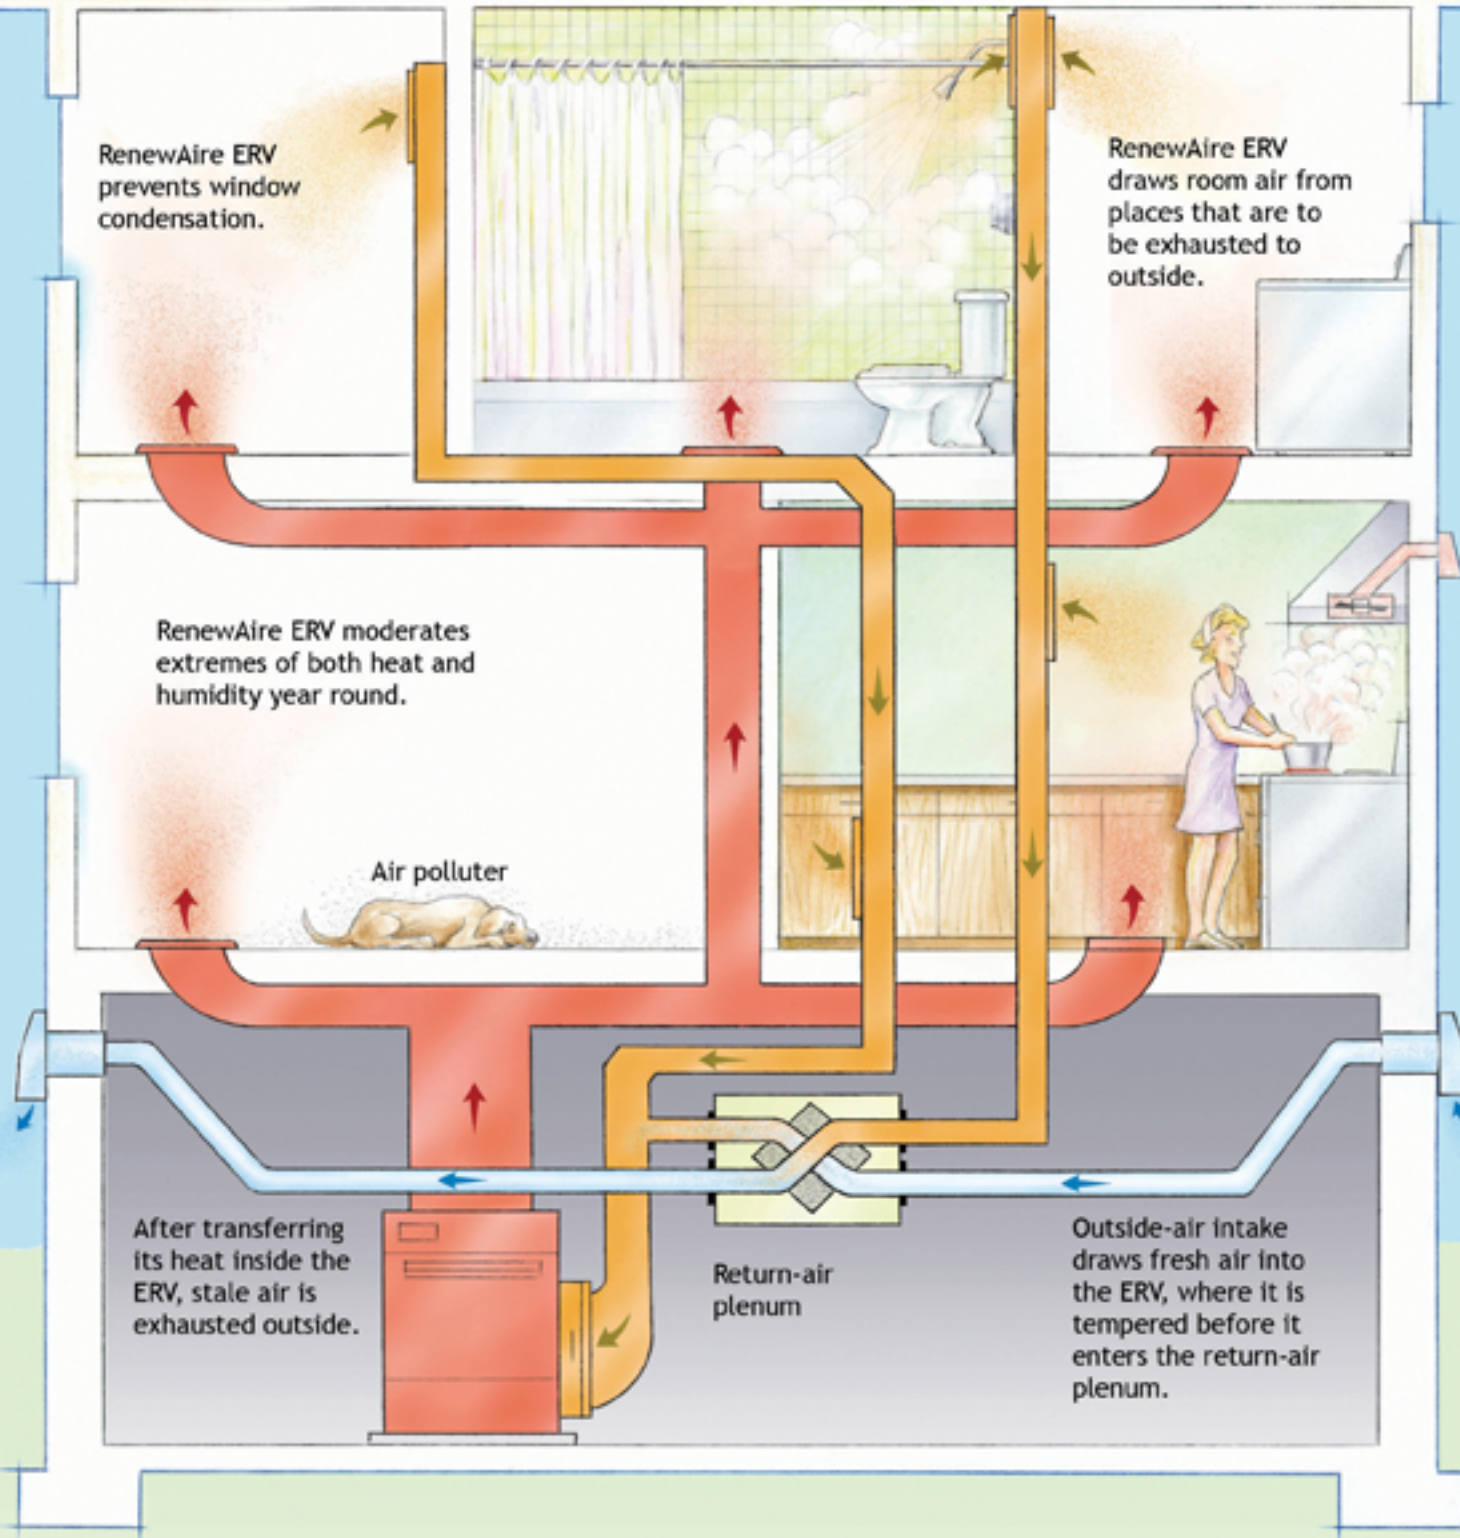 RenewAire ERV
prevents window
condensation.
RenewAire ERV
draws room air from
places that are to
be exhausted to
outside.
RenewAire ERV moderates
extremes of both heat and
humidity year round.
Air polluter
After transferring
its heat inside the
ERV, stale air is
exhausted outside.
Return-air
plenum
Outside-air intake
draws fresh air into
the ERV, where it is
tempered before it
enters the return-air
plenum.